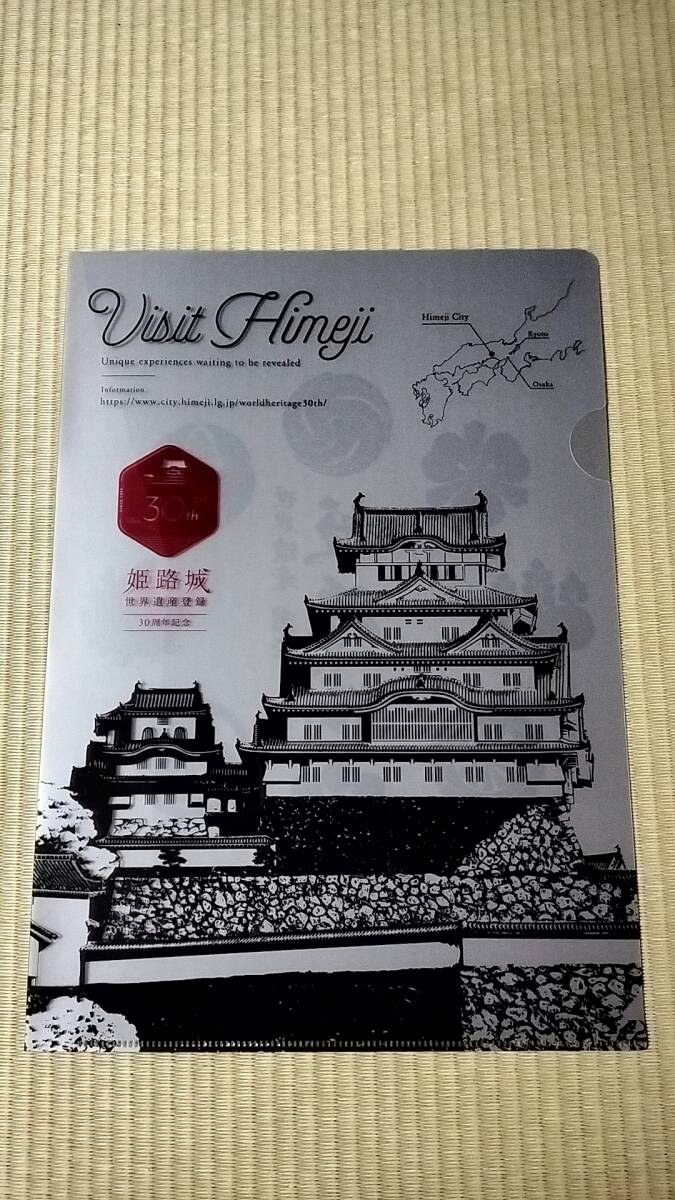 Visit Himeji
Unique experiences waiting to be revealed
Information
https://www.city.himeji.lg.jp/worldheritage30th/
Himeji City
Kyoto
Osaka
30th
姫路城
世界遺産登録
30周年記念